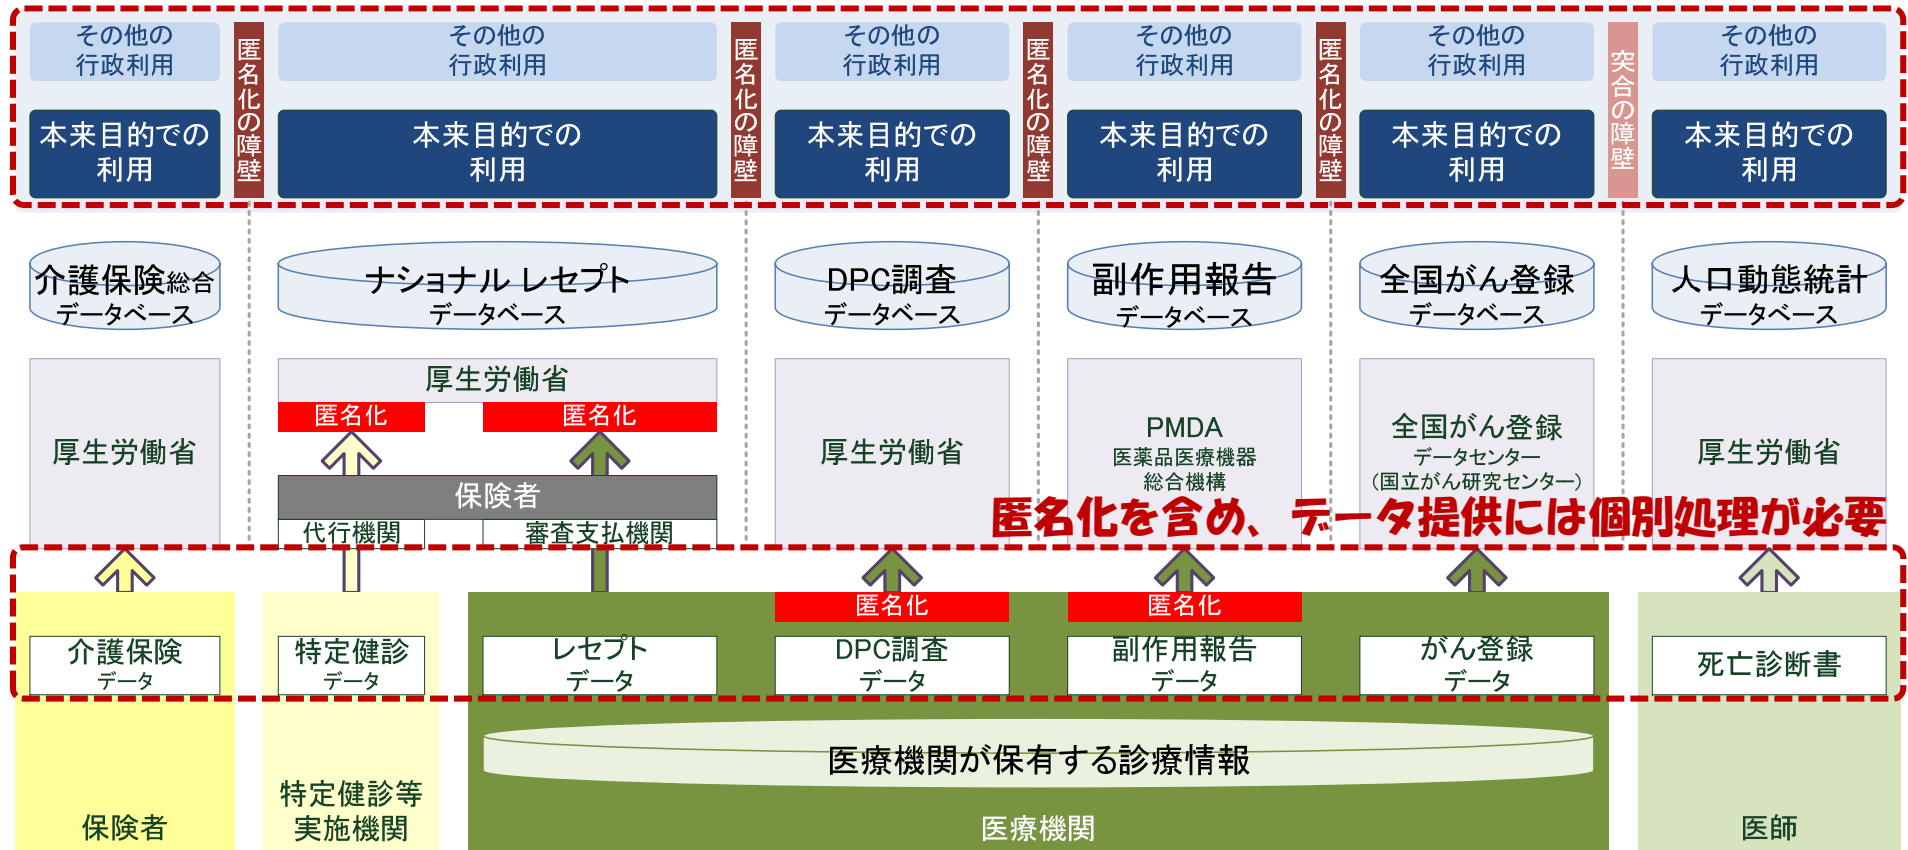 その他の
行政利用
その他の
行政利用
その他の
行政利用
その他の
行政利用
その他の
行政利用
その他の
行政利用
匿名化の障壁
匿名化の障壁
匿名化の障壁
匿名化の障壁
突合の障壁
本来目的での
利用
本来目的での
利用
本来目的での
利用
本来目的での
利用
本来目的での
利用
本来目的での
利用
介護保険総合
データベース
ナショナル レセプト
データベース
DPC調査
データベース
副作用報告
データベース
全国がん登録
データベース
人口動態統計
データベース
厚生労働省
厚生労働省
匿名化
匿名化
保険者
代行機関
審査支払機関
厚生労働省
PMDA
医薬品医療機器
総合機構
全国がん登録
データセンター
(国立がん研究センター)
厚生労働省
匿名化を含め、データ提供には個別処理が必要
匿名化
匿名化
介護保険
データ
特定健診
データ
レセプト
データ
DPC調査
データ
副作用報告
データ
がん登録
データ
死亡診断書
医療機関が保有する診療情報
保険者
特定健診等
実施機関
医療機関
医師